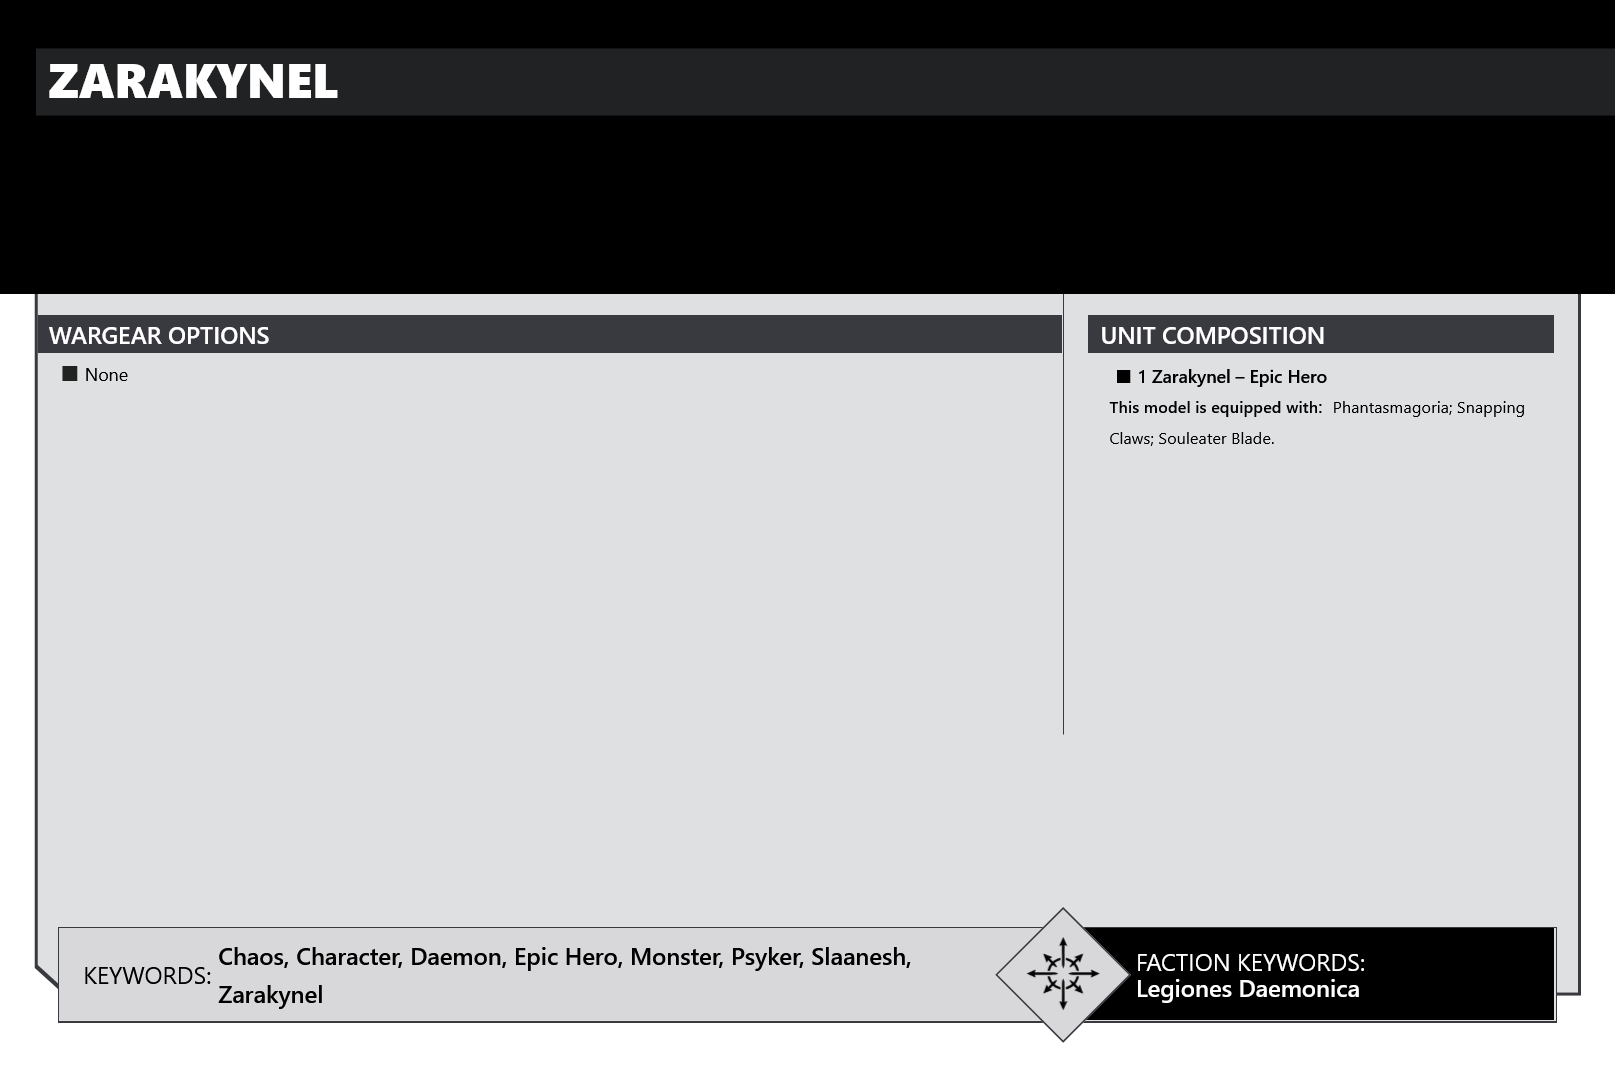 ZARAKYNEL
WARGEAR OPTIONS
■ None
UNIT COMPOSITION
■ 1 Zarakynel – Epic Hero
This model is equipped with: Phantasmagoria; Snapping
Claws; Souleater Blade.
KEYWORDS:
Chaos, Character, Daemon, Epic Hero, Monster, Psyker, Slaanesh,
Zarakynel
FACTION KEYWORDS:
Legiones Daemonica